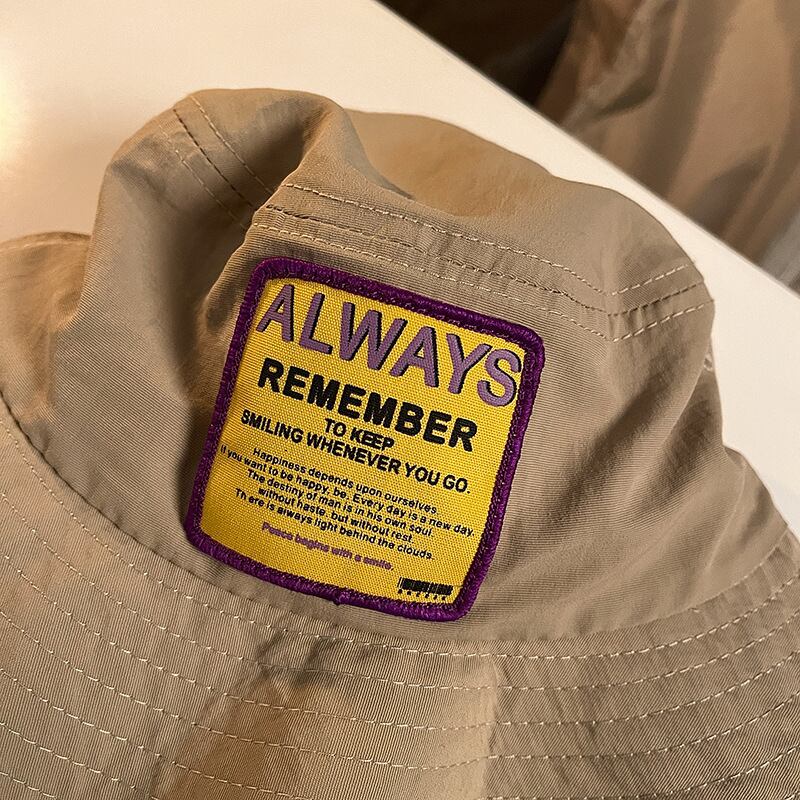 ALWAYS
REMEMBER
TO KEEP
SMILING WHENEVER YOU GO.
Happiness depends upon ourselves.
If you want to be happy, be. Every day is a new day.
The destiny of man is in his own soul.
without haste, but without rest.
Th ere is always light behind the clouds.
Peace begins with a smile.